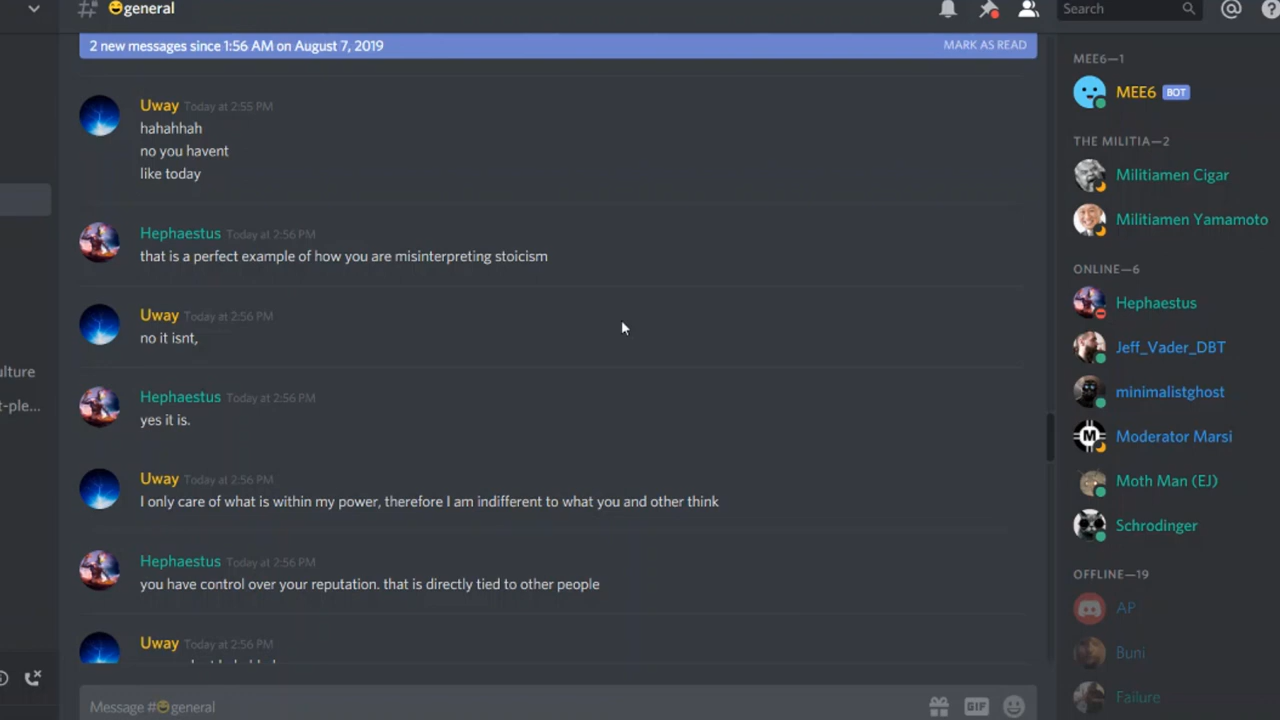 😄general
Search
2 new messages since 1:56 AM on August 7, 2019 MARK AS READ
Uway Today at 2:55 PM
hahahhah
no you havent
like today
Hephaestus Today at 2:56 PM
that is a perfect example of how you are misinterpreting stoicism
Uway Today at 2:56 PM
no it isnt,
Hephaestus Today at 2:56 PM
yes it is.
Uway Today at 2:56 PM
I only care of what is within my power, therefore I am indifferent to what you and other think
Hephaestus Today at 2:56 PM
you have control over your reputation. that is directly tied to other people
Uway Today at 2:56 PM
Message #😄general
GIF
ulture
t-ple...
MEE6—1
MEE6 BOT
THE MILITIA—2
Militiamen Cigar
Militiamen Yamamoto
ONLINE—6
Hephaestus
Jeff_Vader_DBT
minimalistghost
M
Moderator Marsi
Moth Man (EJ)
Schrodinger
OFFLINE—19
AP
Buni
Failure